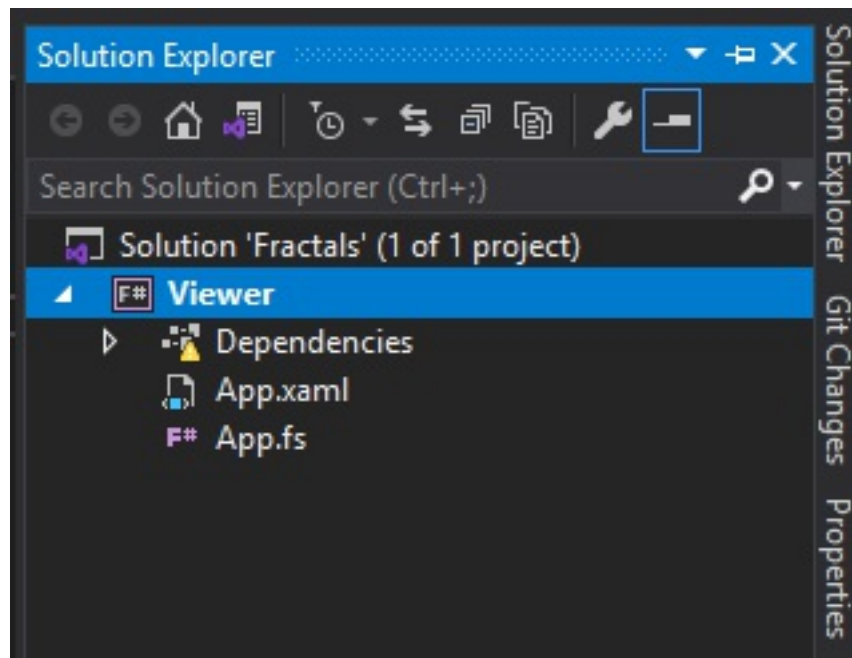 Solution Explorer
Search Solution Explorer (Ctrl+;)
Solution 'Fractals' (1 of 1 project)
F# Viewer
Dependencies
App.xaml
F# App.fs
Solution Explorer
Git Changes
Properties